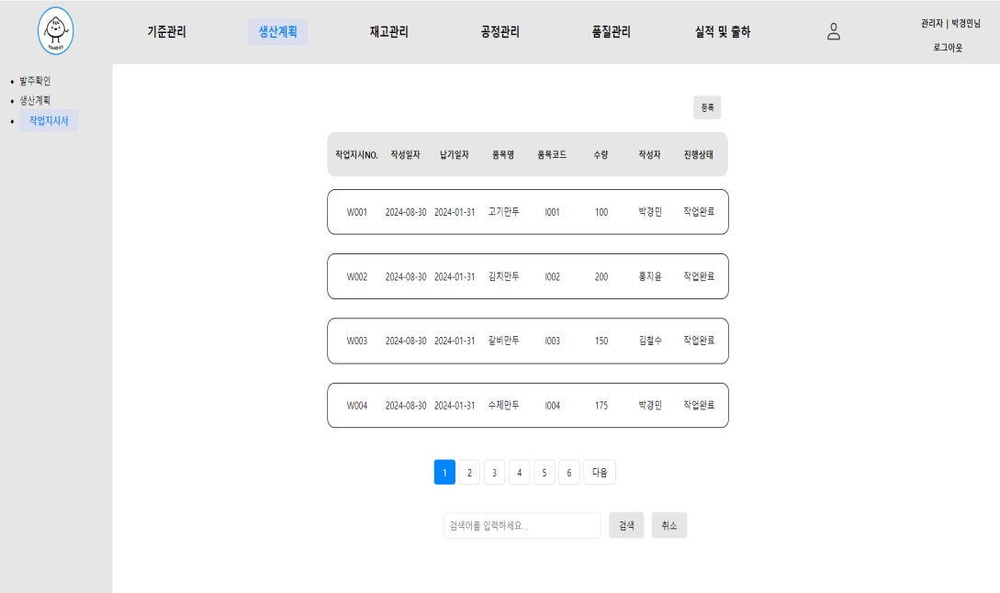 기준관리 생산계획 재고관리 공정관리 품질관리 실적 및 출하
관리자 | 박경민님
로그아웃
발주확인
생산계획
작업지시서
등록
작업지시NO. 작성일자 납기일자 품목명 품목코드 수량 작성자 진행상태
W001 2024-08-30 2024-01-31 고기만두 I001 100 박경민 작업완료
W002 2024-08-30 2024-01-31 김치만두 I002 200 홍지윤 작업완료
W003 2024-08-30 2024-01-31 갈비만두 I003 150 김철수 작업완료
W004 2024-08-30 2024-01-31 수제만두 I004 175 박경민 작업완료
1 2 3 4 5 6 다음
검색어를 입력하세요... 검색 취소